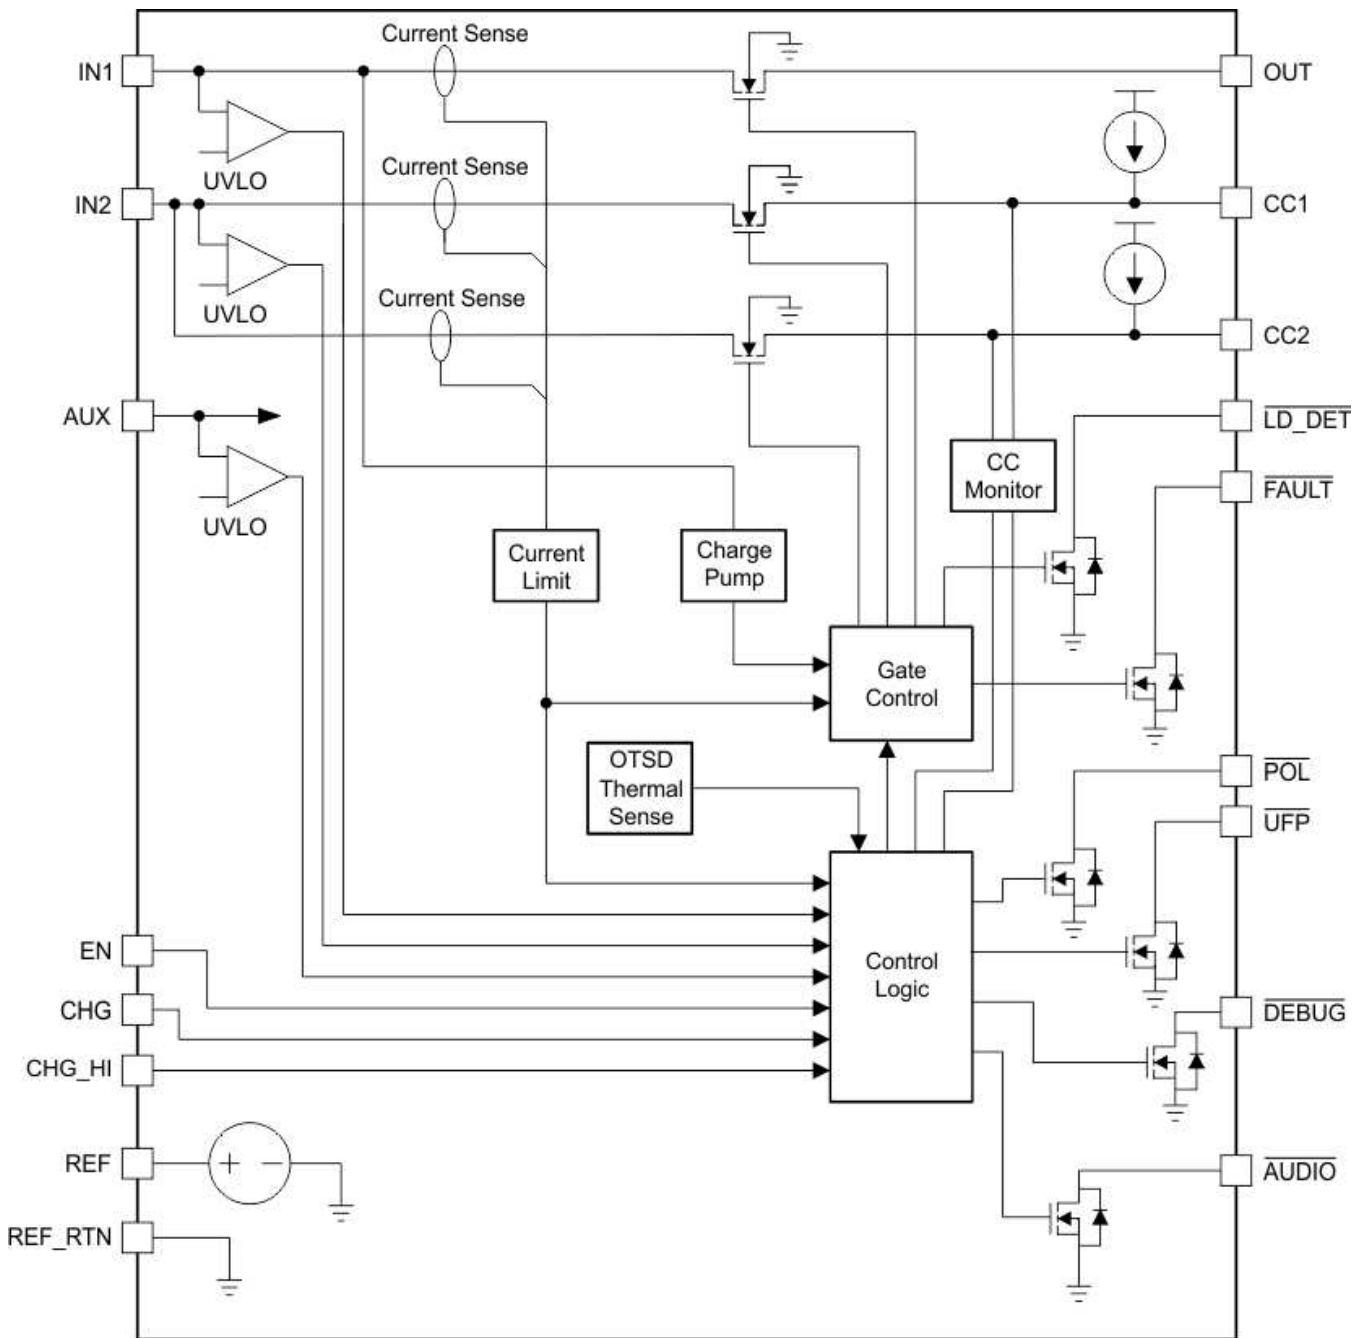 Current Sense
IN1
OUT
UVLO
Current Sense
IN2
CC1
UVLO
Current Sense
CC2
AUX
LD_DET
UVLO
CC
Monitor
FAULT
Current
Limit
Charge
Pump
Gate
Control
OTSD
Thermal
Sense
POL
UFP
EN
Control
Logic
CHG
DEBUG
CHG_HI
REF
+ −
AUDIO
REF_RTN